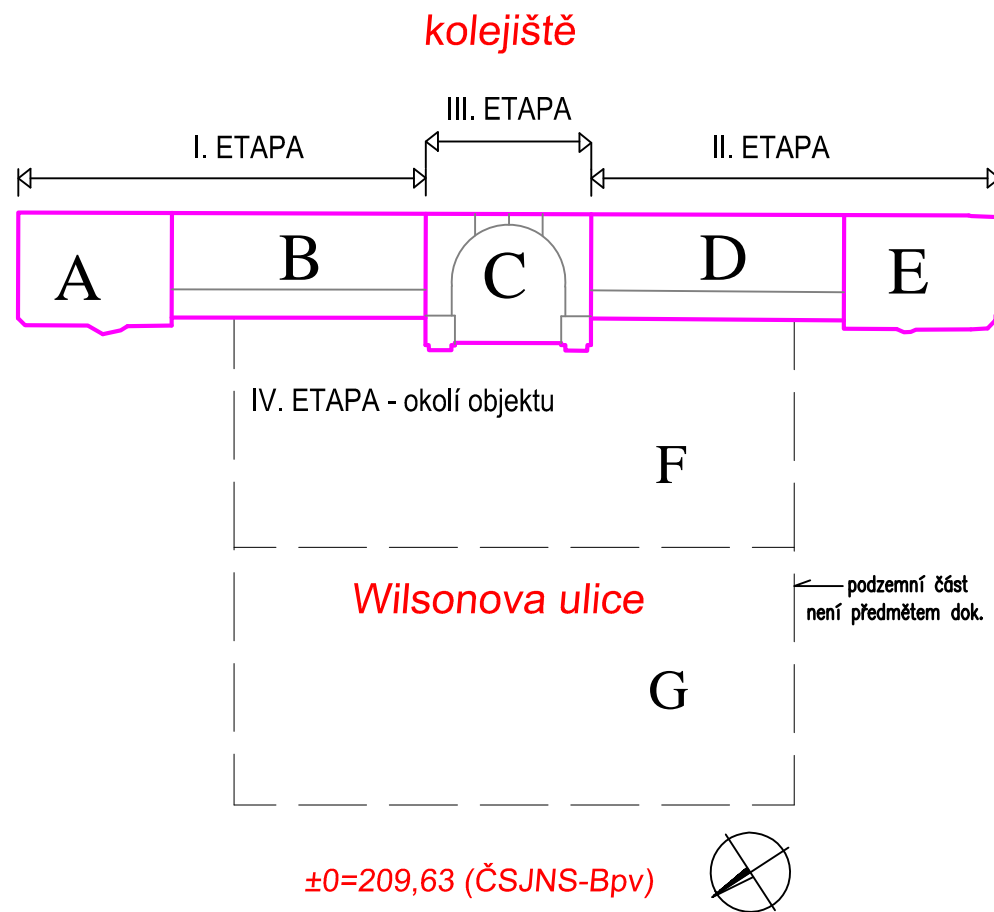 kolejiště
III. ETAPA
I. ETAPA
II. ETAPA
A
B
C
D
E
IV. ETAPA - okolí objektu
F
Wilsonova ulice
podzemní část
není předmětem dok.
G
±0=209,63 (ČSJNS-Bpv)